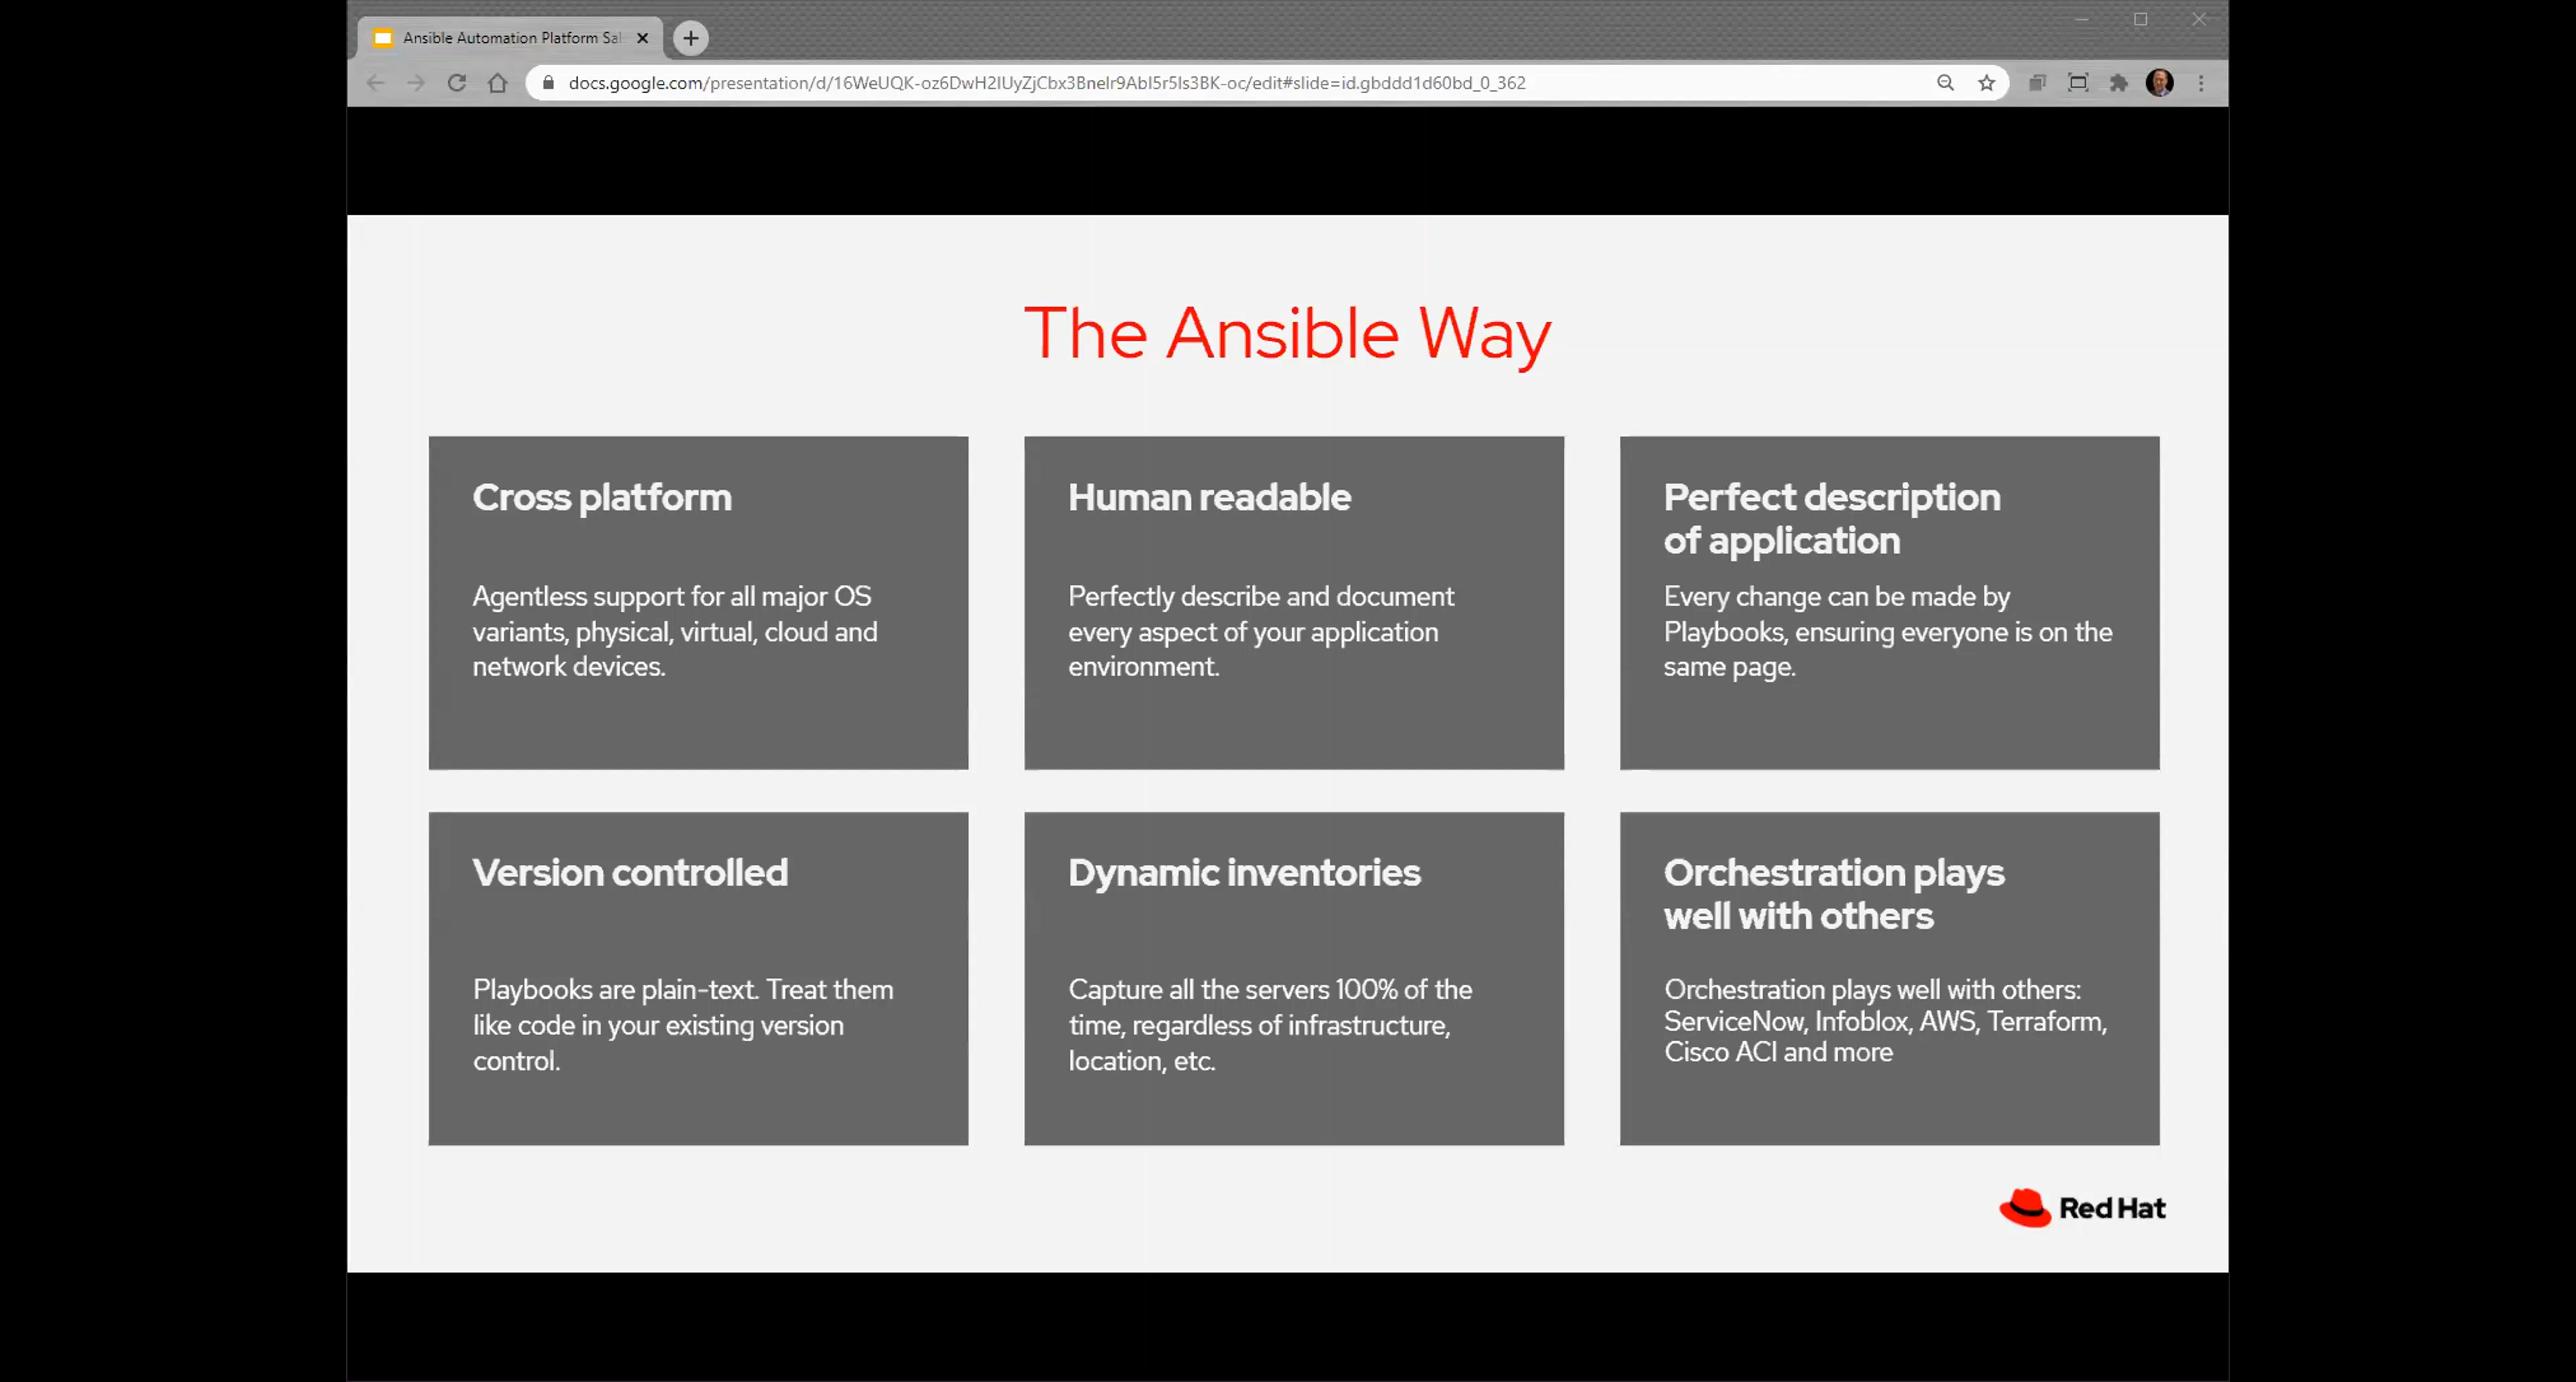 Ansible Automation Platform Sal
docs.google.com/presentation/d/16WeUQK-oz6DwH2IUyZjCbx3Bnelr9AbI5r5Is3BK-oc/edit#slide=id.gbddd1d60bd_0_362
The Ansible Way
Cross platform
Agentless support for all major OS
variants, physical, virtual, cloud and
network devices.
Human readable
Perfectly describe and document
every aspect of your application
environment.
Perfect description
of application
Every change can be made by
Playbooks, ensuring everyone is on the
same page.
Version controlled
Playbooks are plain-text. Treat them
like code in your existing version
control.
Dynamic inventories
Capture all the servers 100% of the
time, regardless of infrastructure,
location, etc.
Orchestration plays
well with others
Orchestration plays well with others:
ServiceNow, Infoblox, AWS, Terraform,
Cisco ACI and more
Red Hat